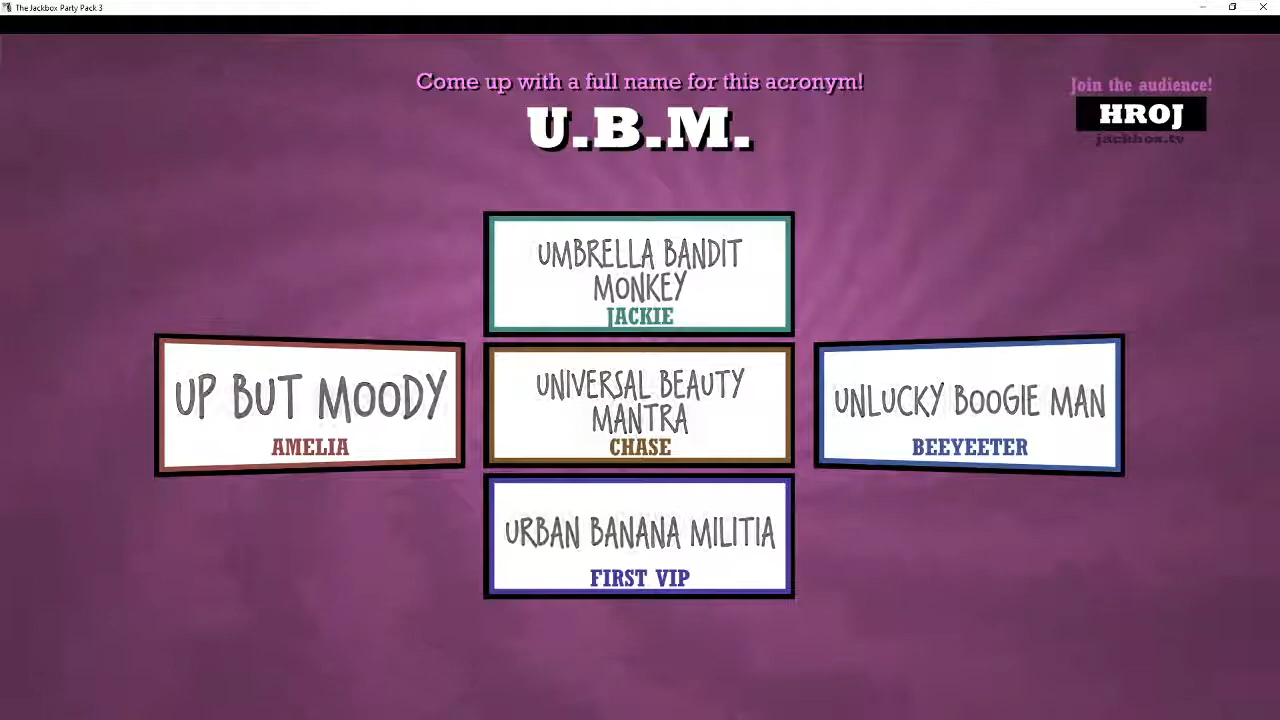 The Jackbox Party Pack 3
Come up with a full name for this acronym!
U.B.M.
Join the audience!
HROJ
jackbox.tv
UMBRELLA BANDIT
MONKEY
JACKIE
UP BUT MOODY
AMELIA
UNIVERSAL BEAUTY
MANTRA
CHASE
UNLUCKY BOOGIE MAN
BEEYEETER
URBAN BANANA MILITIA
FIRST VIP